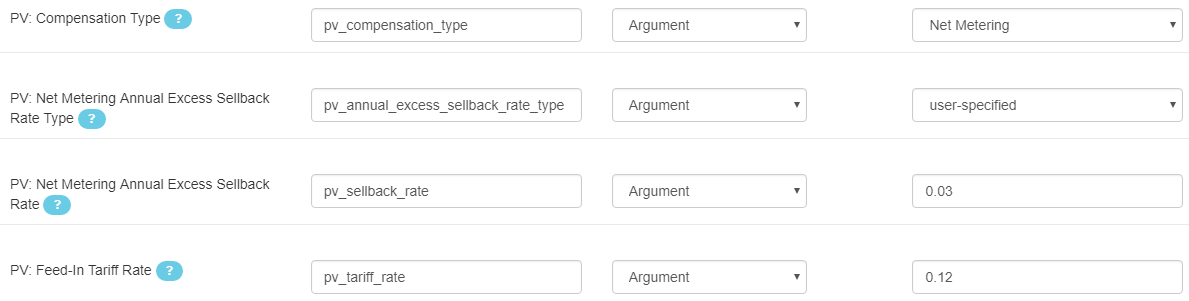 PV: Compensation Type ? pv_compensation_type Argument Net Metering
PV: Net Metering Annual Excess Sellback
Rate Type ? pv_annual_excess_sellback_rate_type Argument user-specified
PV: Net Metering Annual Excess Sellback
Rate ? pv_sellback_rate Argument 0.03
PV: Feed-In Tariff Rate ? pv_tariff_rate Argument 0.12